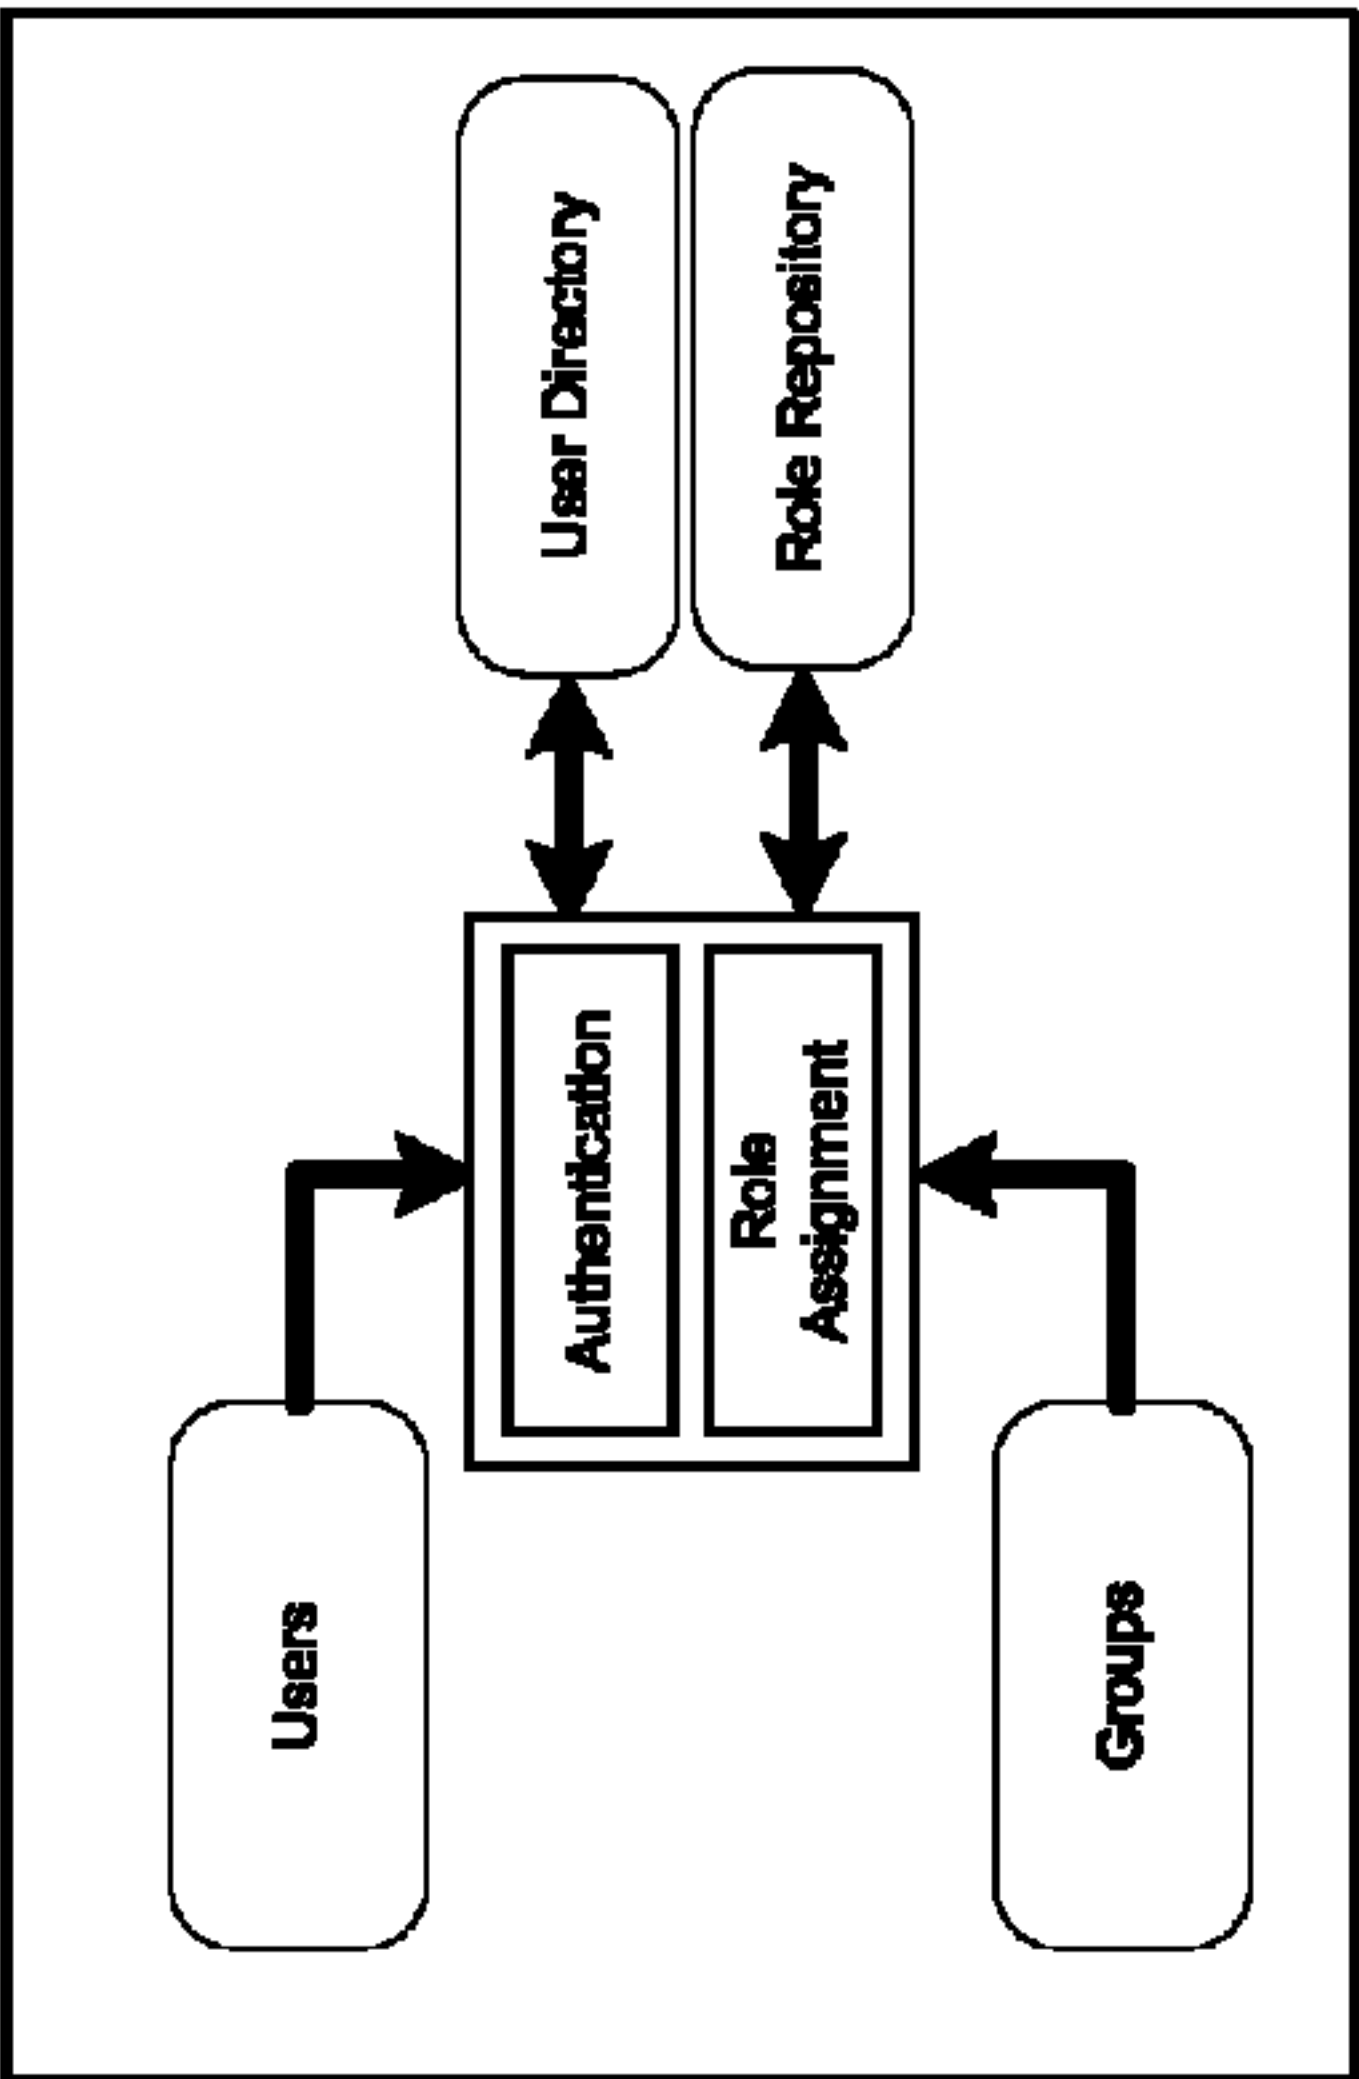 Users
Authentication
Role
Assignment
User Directory
Role Repository
Groups